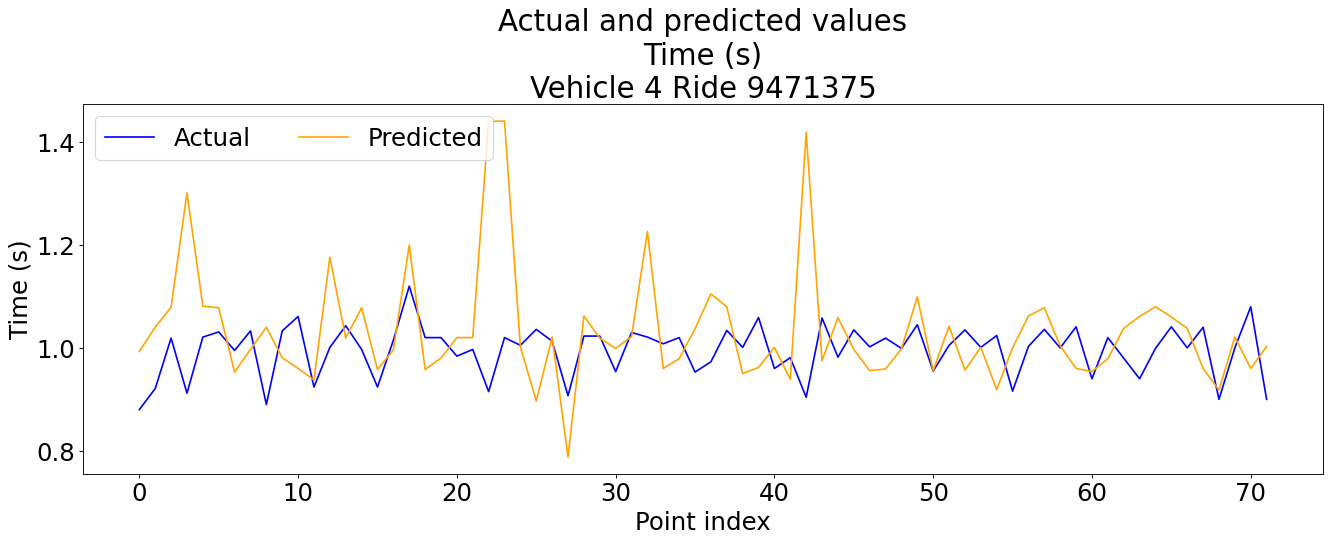 Actual and predicted values
Time (s)
Vehicle 4 Ride 9471375
Actual Predicted
1.4
1.2
1.0
0.8
Time (s)
0 10 20 30 40 50 60 70
Point index